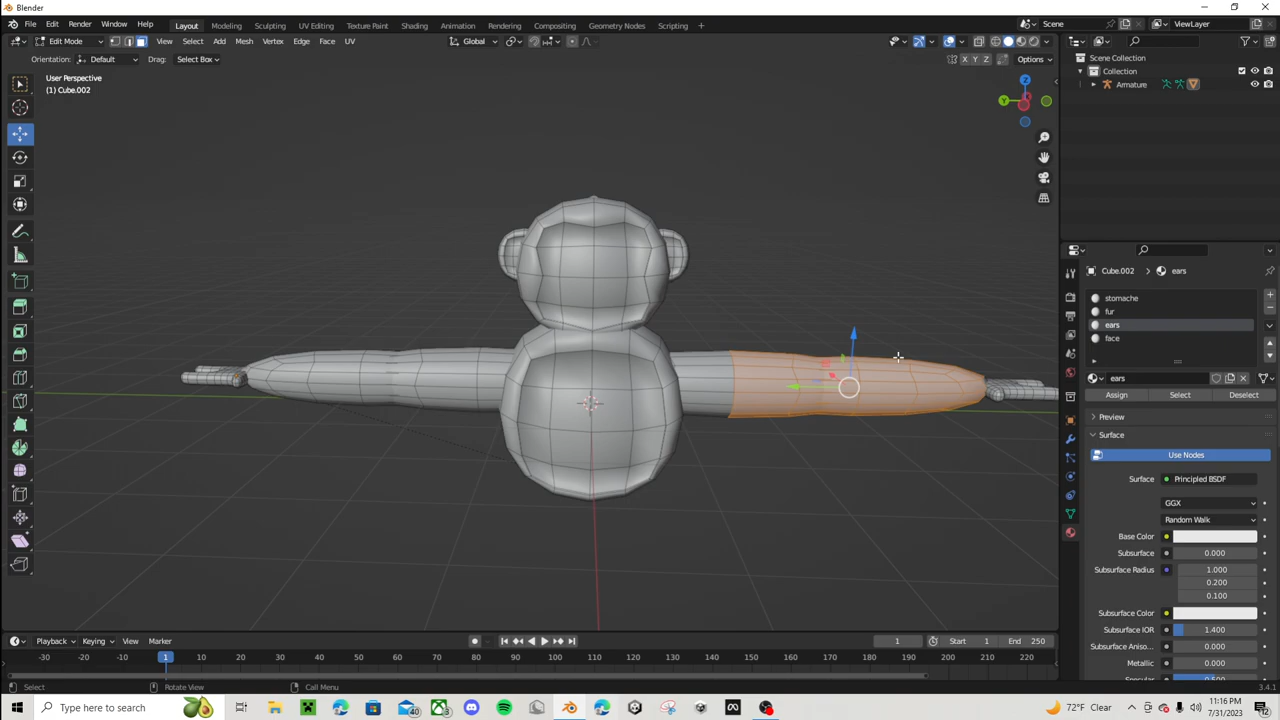 Blender
File Edit Render Window Help Layout Modeling Sculpting UV Editing Texture Paint Shading Animation Rendering Compositing Geometry Nodes Scripting + Scene ViewLayer
Edit Mode View Select Add Mesh Vertex Edge Face UV Global
Orientation: Default Drag: Select Box X Y Z Options
User Perspective
(1) Cube.002
Z
Y
Scene Collection
Collection
Armature
Cube.002 > ears
stomache
fur
ears
face
ears
Assign Select Deselect
Preview
Surface
Use Nodes
Surface Principled BSDF
GGX
Random Walk
Base Color
Subsurface 0.000
Subsurface Radius 1.000
0.200
0.100
Subsurface Color
Subsurface IOR 1.400
Subsurface Aniso... 0.000
Metallic 0.000
Specular 0.500
Playback Keying View Marker 1 Start 1 End 250
-30 -20 -10 1 10 20 30 40 50 60 70 80 90 100 110 120 130 140 150 160 170 180 190 200 210 220
Select Rotate View Call Menu 3.4.1
Type here to search 40 72°F Clear 11:16 PM
7/31/2023